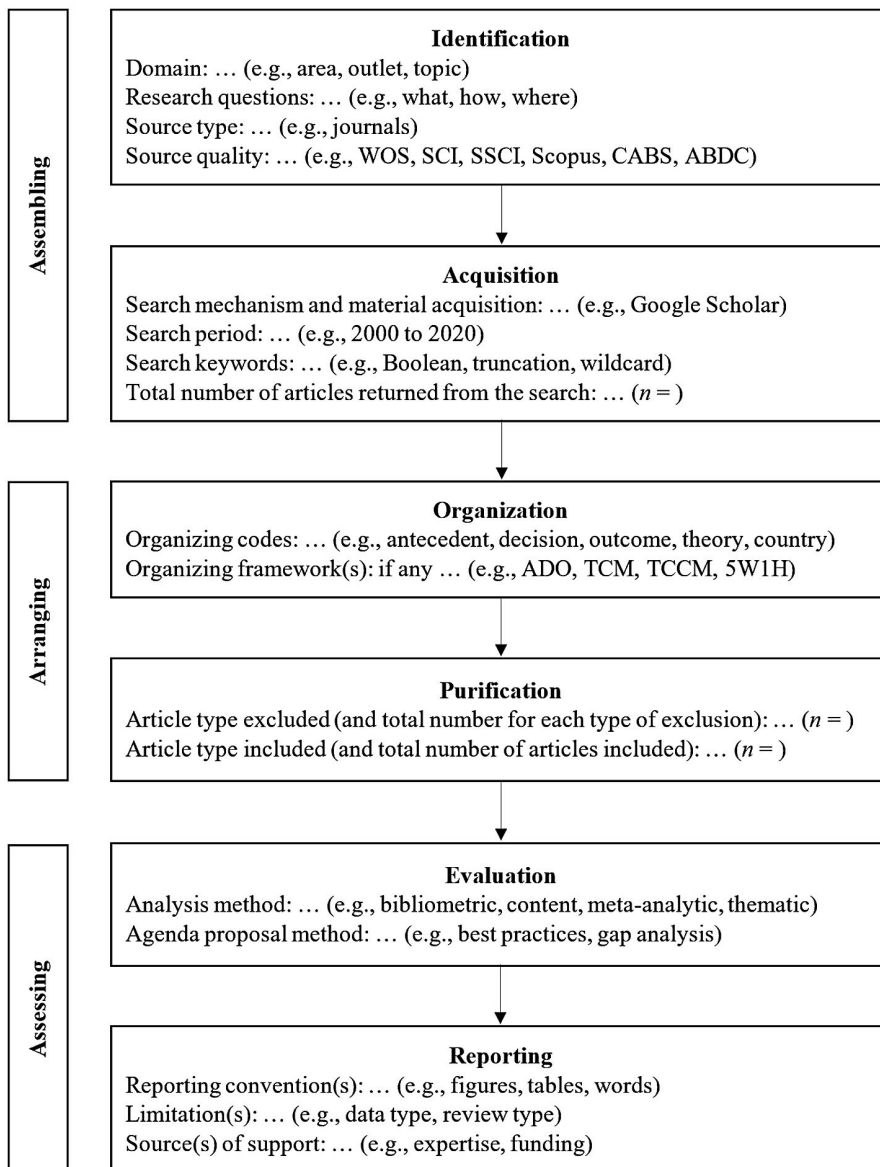 Assembling
Identification
Domain: … (e.g., area, outlet, topic)
Research questions: … (e.g., what, how, where)
Source type: … (e.g., journals)
Source quality: … (e.g., WOS, SCI, SSCI, Scopus, CABS, ABDC)
Acquisition
Search mechanism and material acquisition: … (e.g., Google Scholar)
Search period: … (e.g., 2000 to 2020)
Search keywords: … (e.g., Boolean, truncation, wildcard)
Total number of articles returned from the search: … (n = )
Arranging
Organization
Organizing codes: … (e.g., antecedent, decision, outcome, theory, country)
Organizing framework(s): if any … (e.g., ADO, TCM, TCCM, 5W1H)
Purification
Article type excluded (and total number for each type of exclusion): … (n = )
Article type included (and total number of articles included): … (n = )
Assessing
Evaluation
Analysis method: … (e.g., bibliometric, content, meta-analytic, thematic)
Agenda proposal method: … (e.g., best practices, gap analysis)
Reporting
Reporting convention(s): … (e.g., figures, tables, words)
Limitation(s): … (e.g., data type, review type)
Source(s) of support: … (e.g., expertise, funding)